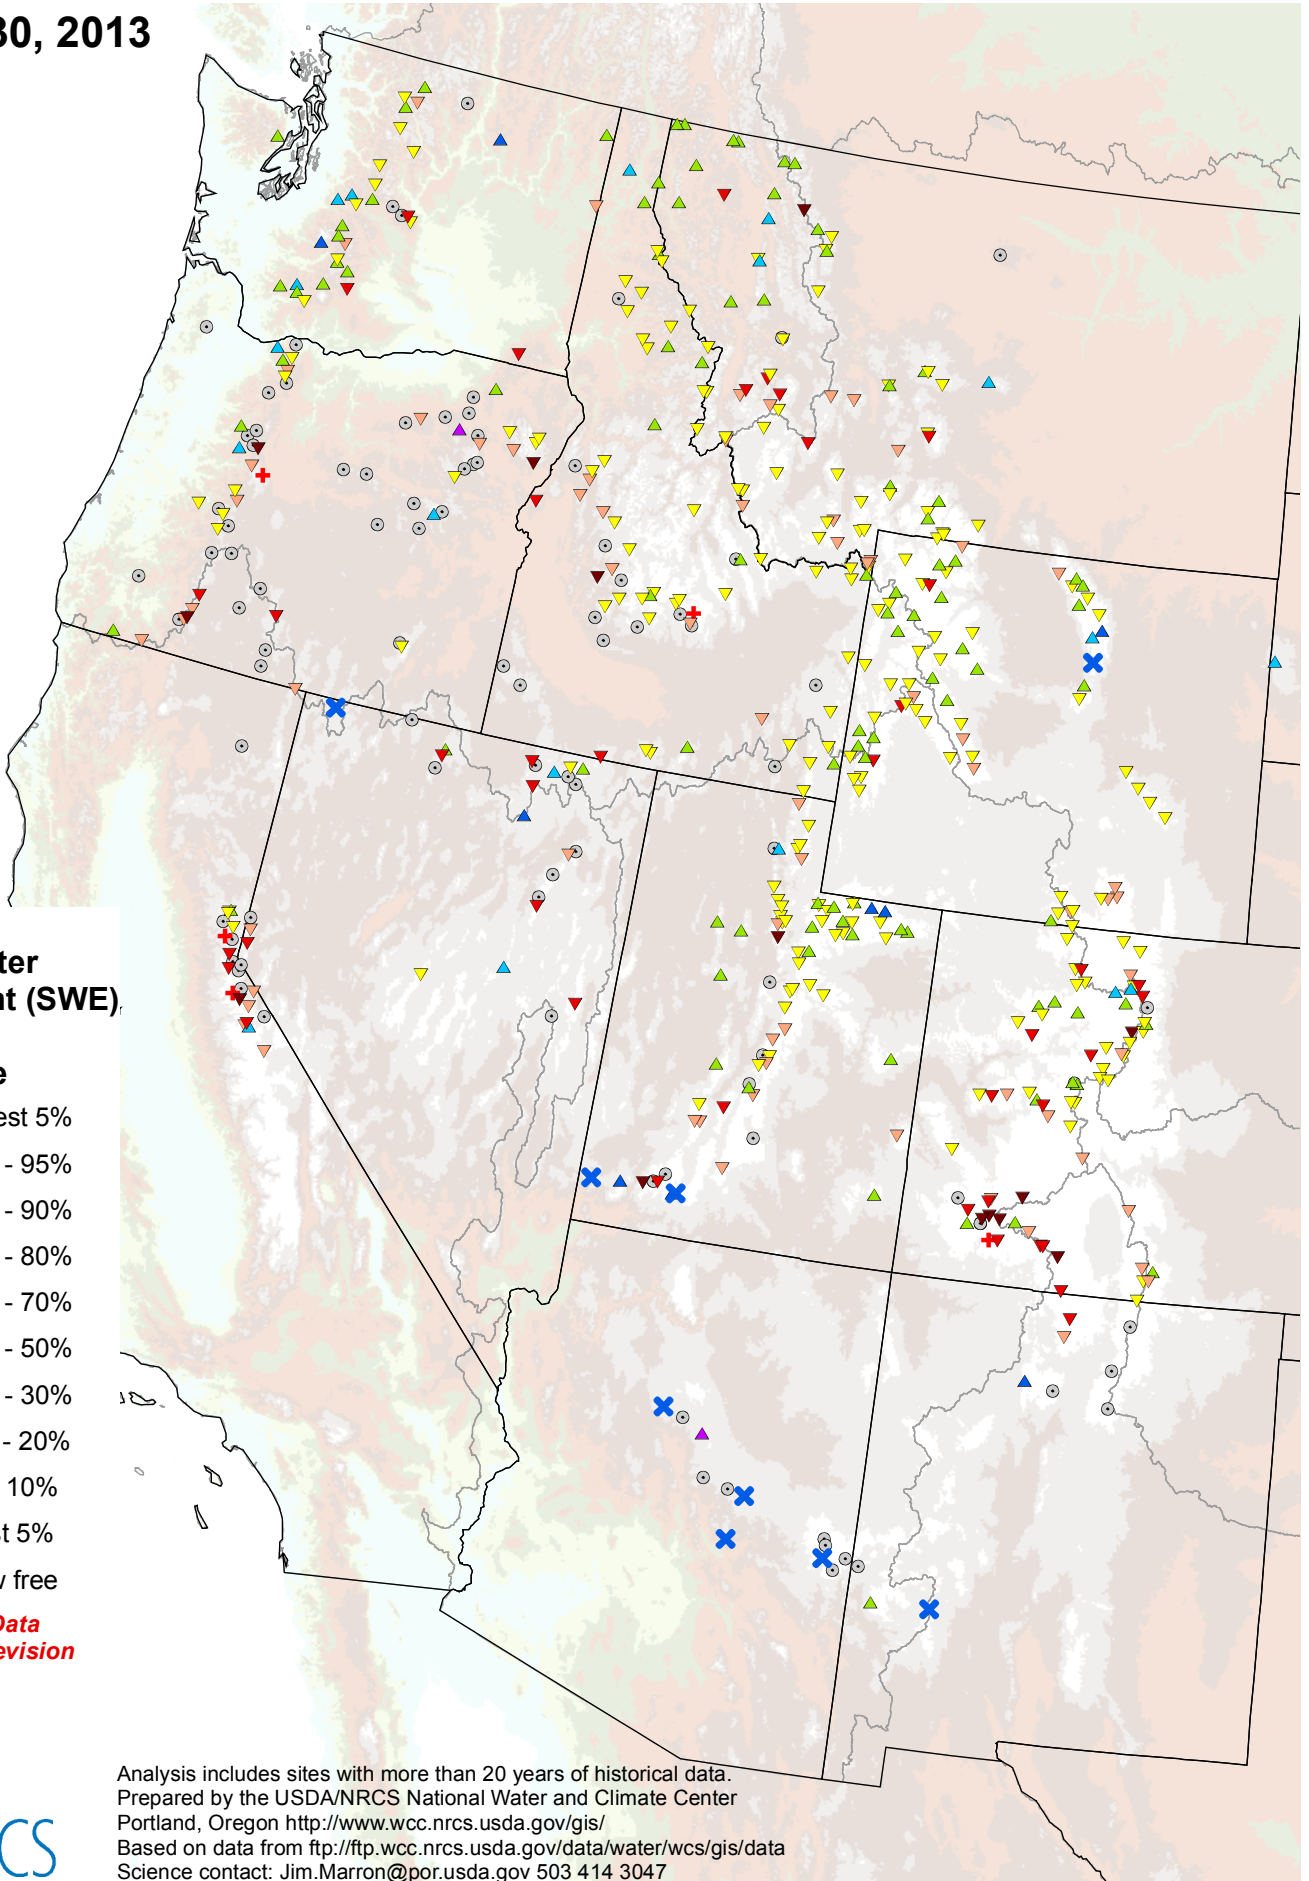 30, 2013
ter
nt (SWE)
e
est 5%
- 95%
- 90%
- 80%
- 70%
- 50%
- 30%
- 20%
10%
st 5%
w free
Data
evision
Analysis includes sites with more than 20 years of historical data.
Prepared by the USDA/NRCS National Water and Climate Center
Portland, Oregon http://www.wcc.nrcs.usda.gov/gis/
Based on data from ftp://ftp.wcc.nrcs.usda.gov/data/water/wcs/gis/data
Science contact: Jim.Marron@por.usda.gov 503 414 3047
CS